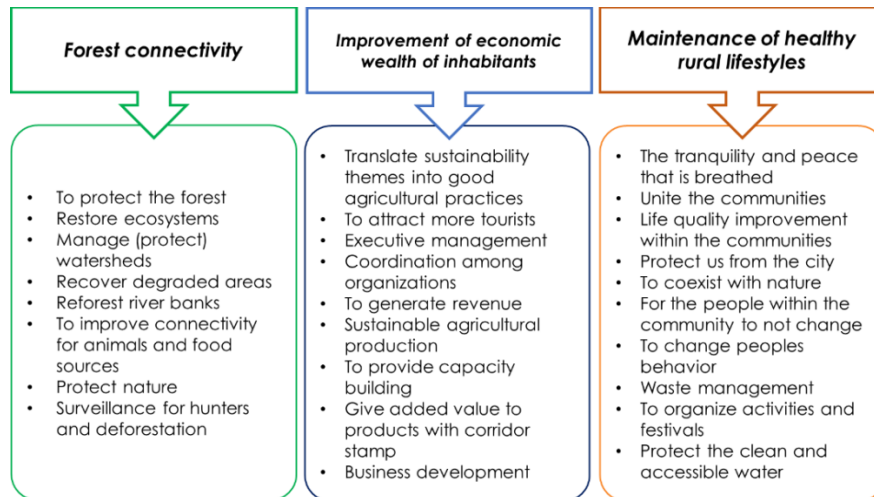 Forest connectivity
• To protect the forest
• Restore ecosystems
• Manage (protect)
watersheds
• Recover degraded areas
• Reforest river banks
• To improve connectivity
for animals and food
sources
• Protect nature
• Surveillance for hunters
and deforestation
Improvement of economic
wealth of inhabitants
• Translate sustainability
themes into good
agricultural practices
• To attract more tourists
• Executive management
• Coordination among
organizations
• To generate revenue
• Sustainable agricultural
production
• To provide capacity
building
• Give added value to
products with corridor
stamp
• Business development
Maintenance of healthy
rural lifestyles
• The tranquility and peace
that is breathed
• Unite the communities
• Life quality improvement
within the communities
• Protect us from the city
• To coexist with nature
• For the people within the
community to not change
• To change peoples
behavior
• Waste management
• To organize activities and
festivals
• Protect the clean and
accessible water